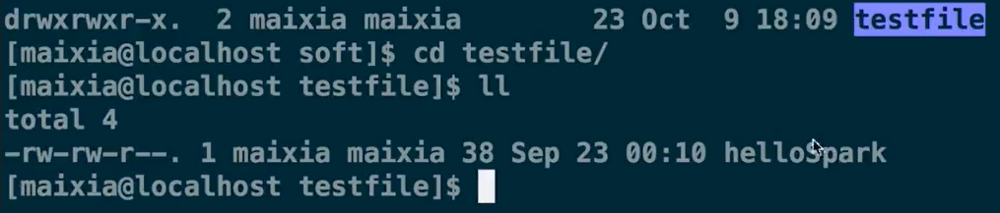 drwxrwxr-x. 2 maixia maixia 23 Oct 9 18:09 testfile
[maixia@localhost soft]$ cd testfile/
[maixia@localhost testfile]$ ll
total 4
-rw-rw-r--. 1 maixia maixia 38 Sep 23 00:10 helloSpark
[maixia@localhost testfile]$